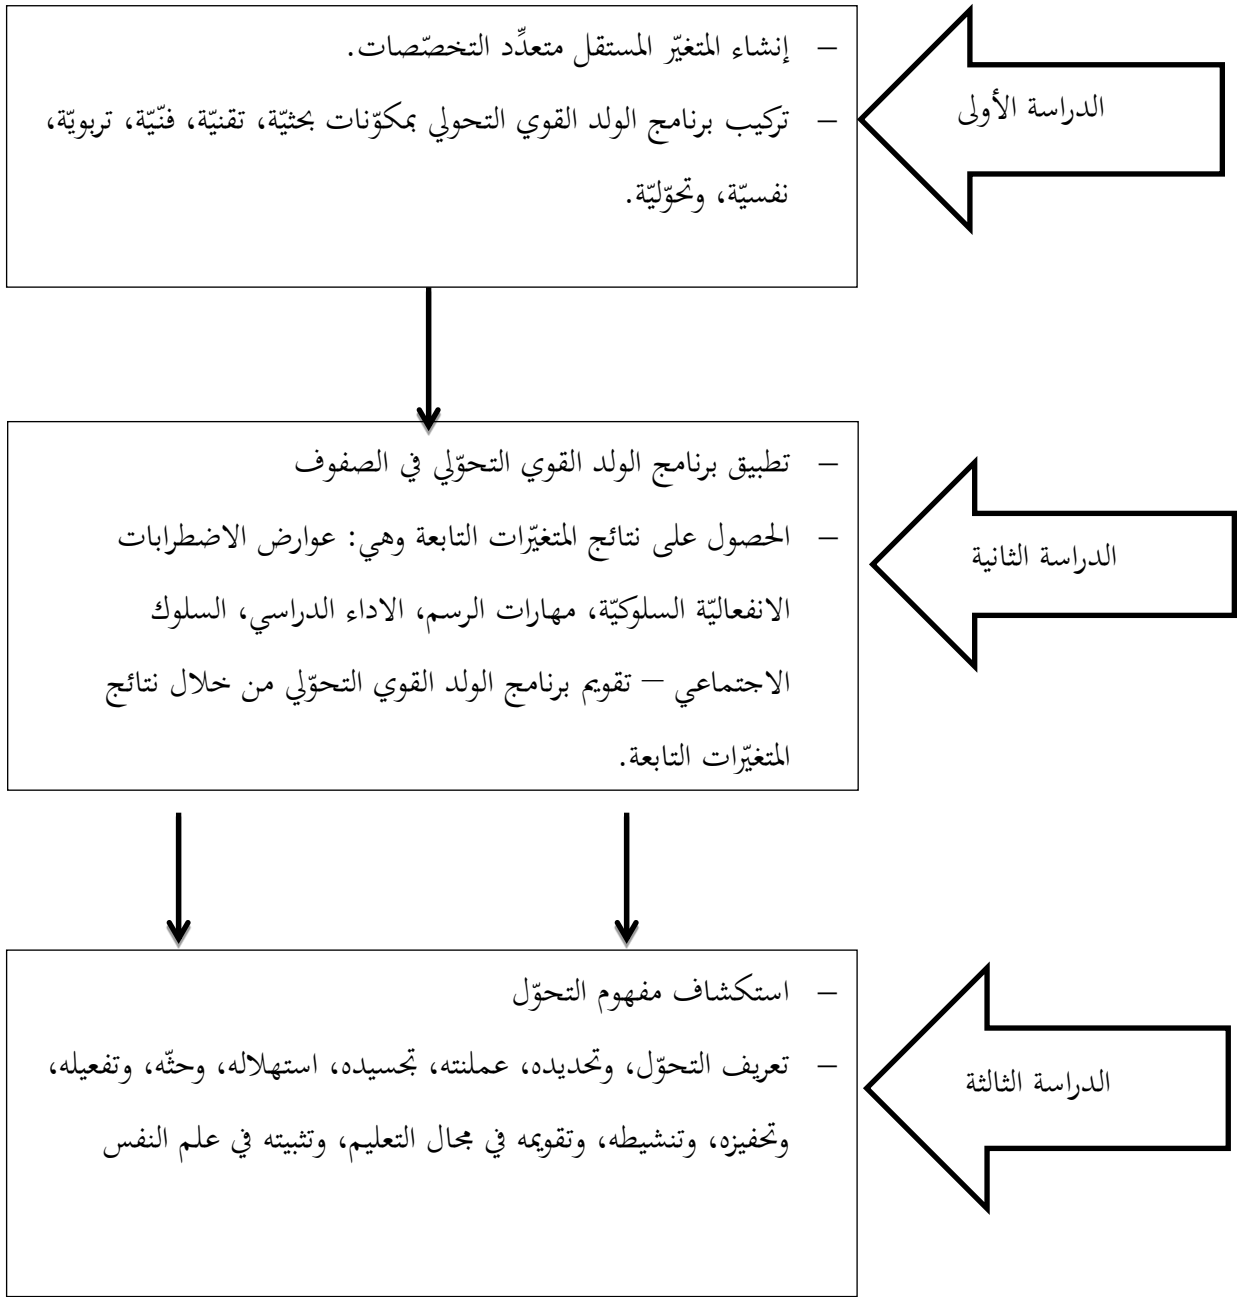 الدراسة الأولى
– إنشاء المتغيّر المستقل متعدِّد التخصّصات.
– تركيب برنامج الولد القوي التحولي بمكوّنات بحثيّة، تقنيّة، فنّيّة، تربويّة،
نفسيّة، وتحوّليّة.
الدراسة الثانية
– تطبيق برنامج الولد القوي التحوّلي في الصفوف
– الحصول على نتائج المتغيّرات التابعة وهي: عوارض الاضطرابات
الانفعاليّة السلوكيّة، مهارات الرسم، الاداء الدراسي، السلوك
الاجتماعي – تقويم برنامج الولد القوي التحوّلي من خلال نتائج
المتغيّرات التابعة.
الدراسة الثالثة
– استكشاف مفهوم التحوّل
– تعريف التحوّل، وتحديده، عملنته، تجسيده، استهلاله، وحثّه، وتفعيله،
وتحفيزه، وتنشيطه، وتقويمه في مجال التعليم، وتثبيته في علم النفس